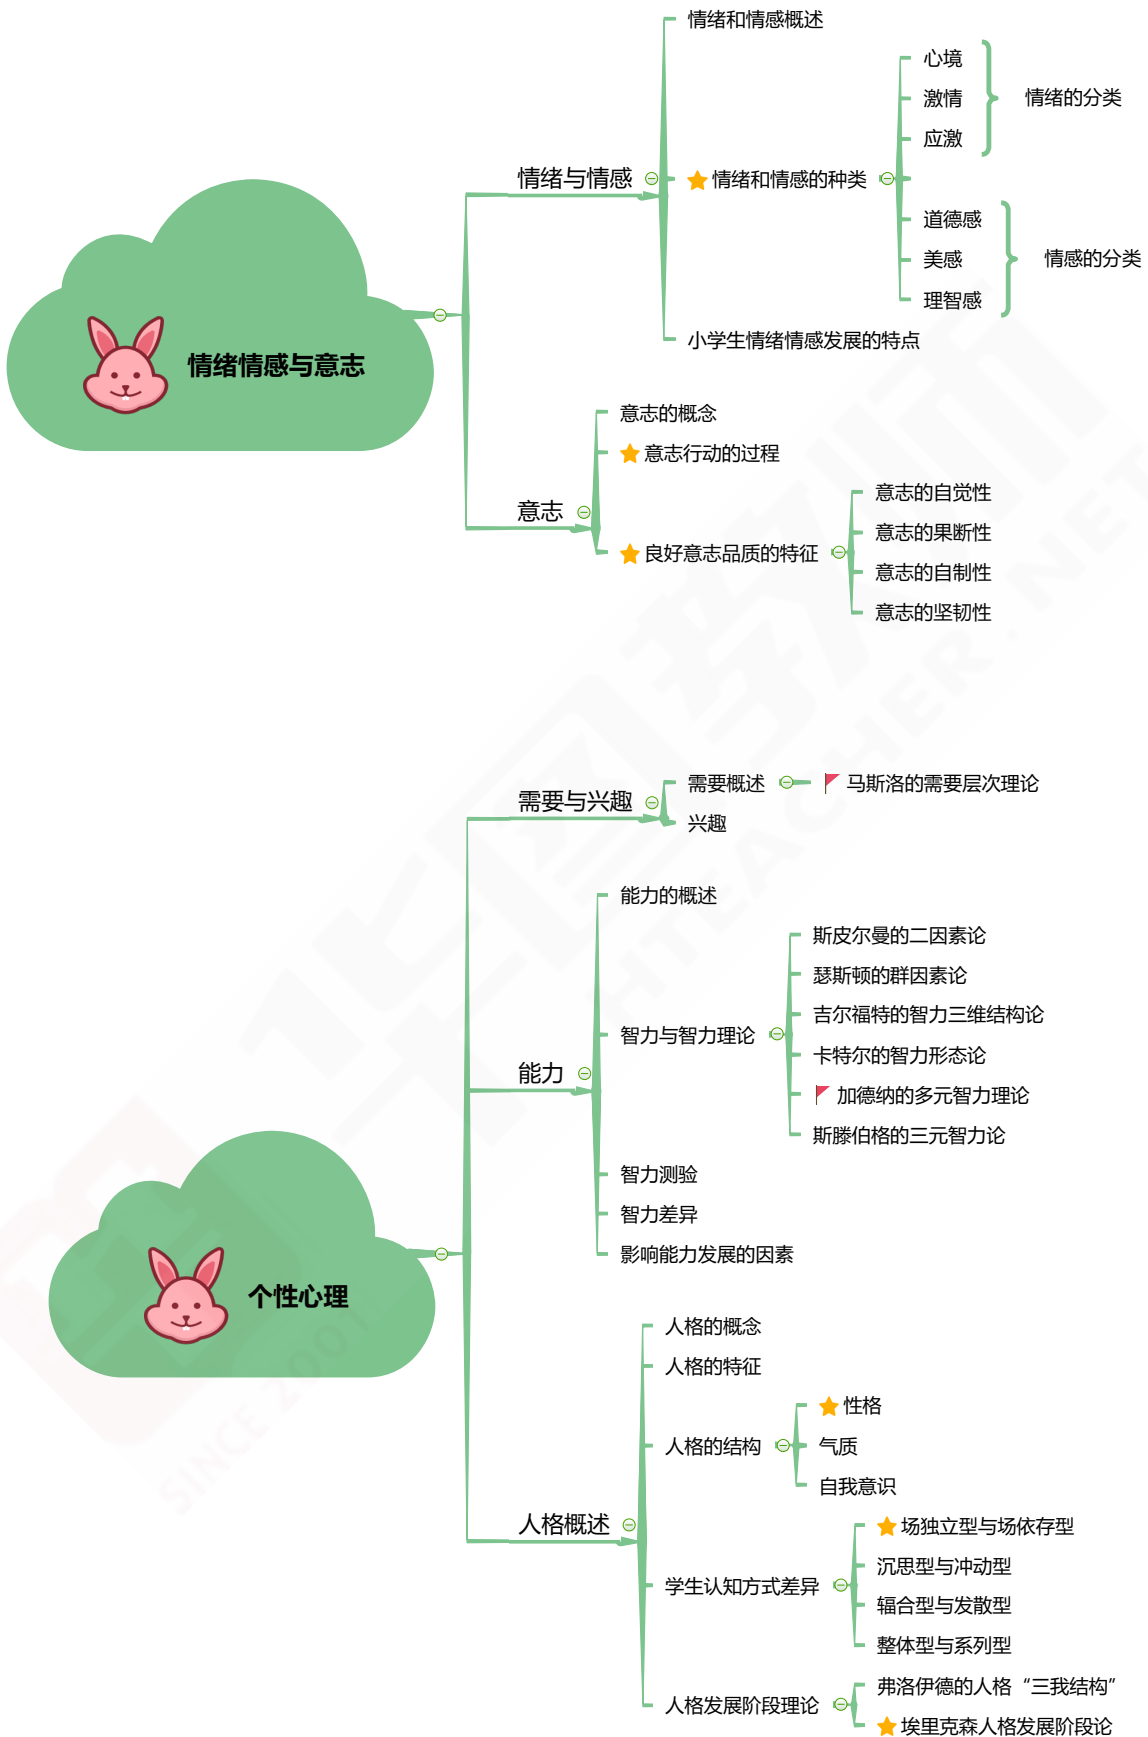 情绪情感与意志
情绪与情感
情绪和情感概述
情绪和情感的种类
心境
激情
应激
情绪的分类
道德感
美感
理智感
情感的分类
小学生情绪情感发展的特点
意志
意志的概念
意志行动的过程
良好意志品质的特征
意志的自觉性
意志的果断性
意志的自制性
意志的坚韧性
个性心理
需要与兴趣
需要概述
马斯洛的需要层次理论
兴趣
能力
能力的概述
智力与智力理论
斯皮尔曼的二因素论
瑟斯顿的群因素论
吉尔福特的智力三维结构论
卡特尔的智力形态论
加德纳的多元智力理论
斯滕伯格的三元智力论
智力测验
智力差异
影响能力发展的因素
人格概述
人格的概念
人格的特征
人格的结构
性格
气质
自我意识
学生认知方式差异
场独立型与场依存型
沉思型与冲动型
辐合型与发散型
整体型与系列型
人格发展阶段理论
弗洛伊德的人格“三我结构”
埃里克森人格发展阶段论
华图教师
HTEACHER.NET
SINCE 2001